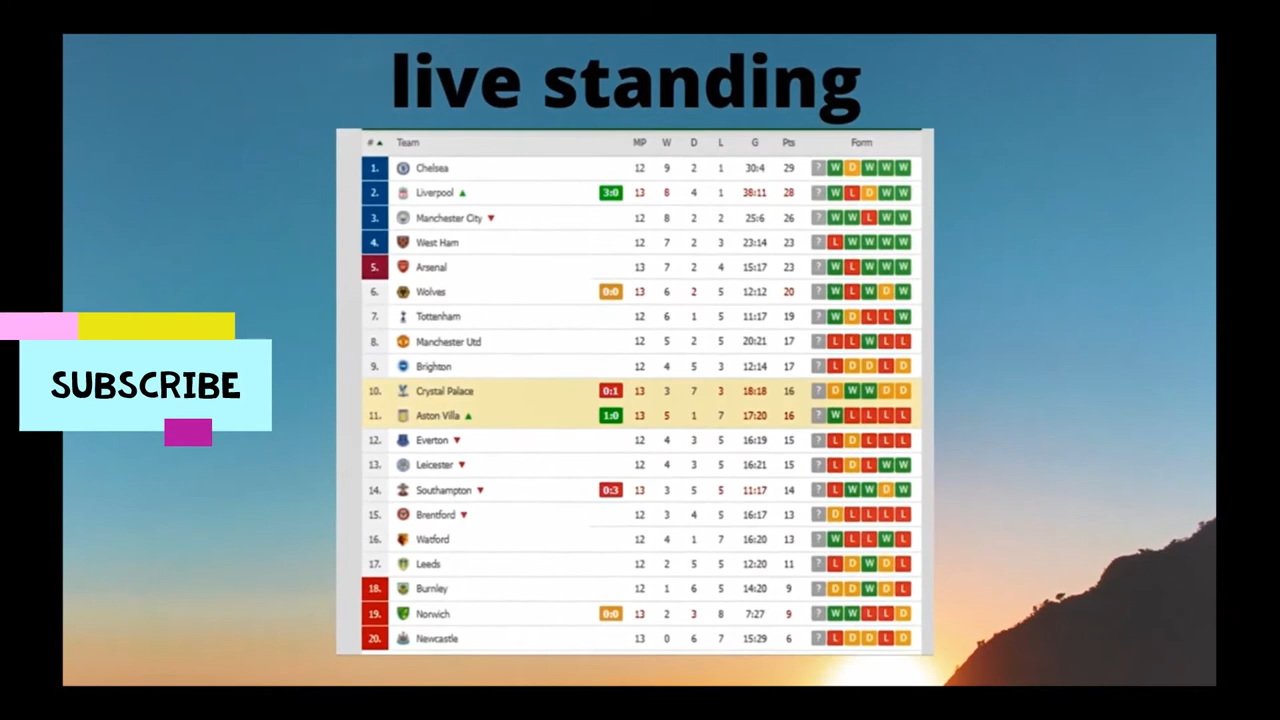 live standing
# Team MP W D L G Pts Form
1. Chelsea 12 9 2 1 30:4 29 ? W D W W W
2. Liverpool 3:0 13 8 4 1 38:11 28 ? W L D W W
3. Manchester City 12 8 2 2 25:6 26 ? W W L W W
4. West Ham 12 7 2 3 23:14 23 ? L W W W W
5. Arsenal 13 7 2 4 15:17 23 ? W L W W W
6. Wolves 0:0 13 6 2 5 12:12 20 ? W L W D W
7. Tottenham 12 6 1 5 11:17 19 ? W D L L W
8. Manchester Utd 12 5 2 5 20:21 17 ? L L W L L
9. Brighton 12 4 5 3 12:14 17 ? L D D L D
10. Crystal Palace 0:1 13 3 7 3 18:18 16 ? D W W D D
11. Aston Villa 1:0 13 5 1 7 17:20 16 ? W L L L L
12. Everton 12 4 3 5 16:19 15 ? L D L L L
13. Leicester 12 4 3 5 16:21 15 ? L D L W W
14. Southampton 0:3 13 3 5 5 11:17 14 ? L W W D W
15. Brentford 12 3 4 5 16:17 13 ? D L L L L
16. Watford 12 4 1 7 16:20 13 ? W L L W L
17. Leeds 12 2 5 5 12:20 11 ? L D W D L
18. Burnley 12 1 6 5 14:20 9 ? D D W D L
19. Norwich 0:0 13 2 3 8 7:27 9 ? W W L L D
20. Newcastle 13 0 6 7 15:29 6 ? L D D L D
SUBSCRIBE